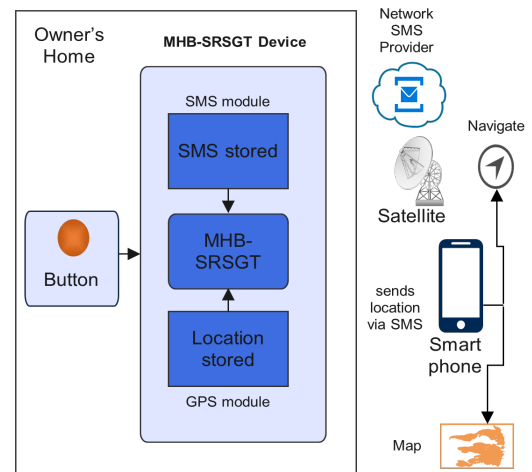 Owner's
Home
MHB-SRSGT Device
SMS module
SMS stored
MHB-
SRSGT
Button
Location
stored
GPS module
Network
SMS
Provider
Navigate
Satellite
sends
location
via SMS
Smart
phone
Map